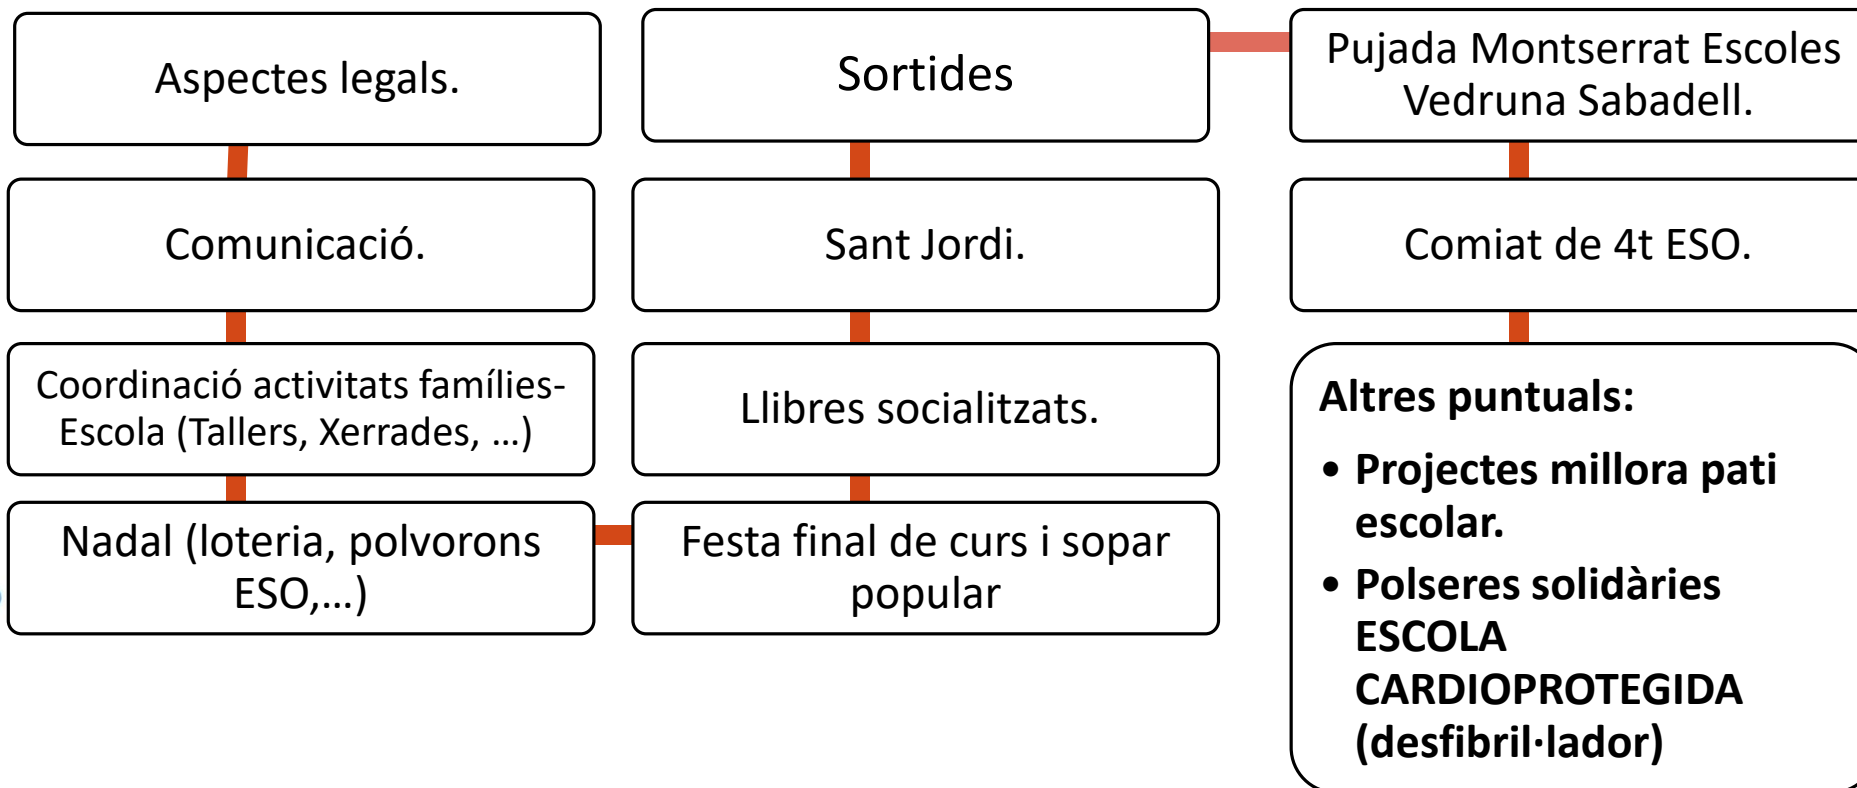 Aspectes legals.
Comunicació.
Coordinació activitats famílies-
Escola (Tallers, Xerrades, ...)
Nadal (loteria, polvorons
ESO,...)
Festa final de curs i sopar
popular
Llibres socialitzats.
Sant Jordi.
Sortides
Pujada Montserrat Escoles
Vedruna Sabadell.
Comiat de 4t ESO.
Altres puntuals:
• Projectes millora pati
escolar.
• Polseres solidàries
ESCOLA
CARDIOPROTEGIDA
(desfibril·lador)